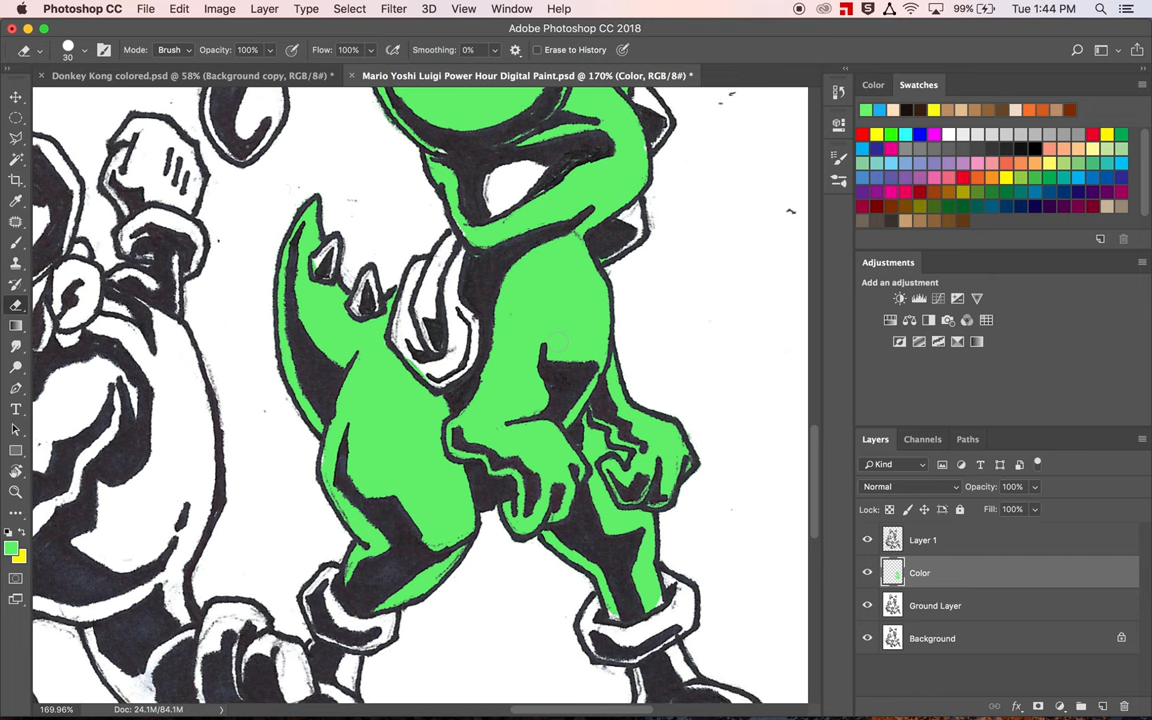 Photoshop CC File Edit Image Layer Type Select Filter 3D View Window Help 99% Tue 1:44 PM
Adobe Photoshop CC 2018
30 Mode: Brush Opacity: 100% Flow: 100% Smoothing: 0% Erase to History
Donkey Kong colored.psd @ 58% (Background copy, RGB/8#) * Mario Yoshi Luigi Power Hour Digital Paint.psd @ 170% (Color, RGB/8#) *
Color Swatches
Adjustments
Add an adjustment
Layers Channels Paths
Kind
Normal Opacity: 100%
Lock: Fill: 100%
Layer 1
Color
Ground Layer
Background
169.96% Doc: 24.1M/84.1M